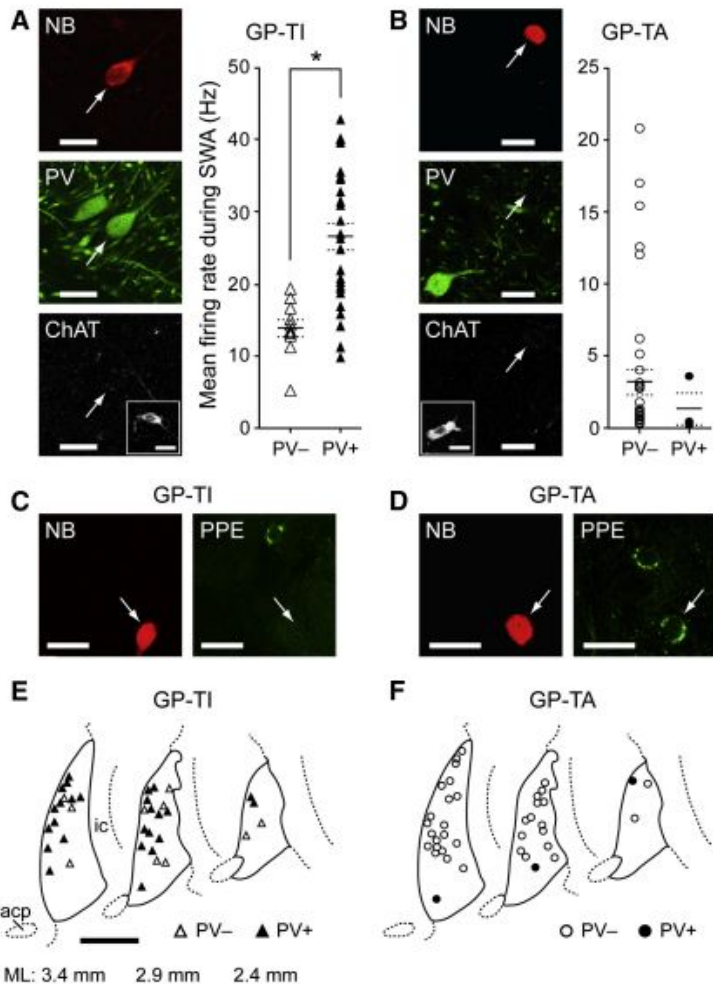 A
NB
PV
ChAT
GP-TI
*
Mean firing rate during SWA (Hz)
50
40
30
20
10
0
PV–
PV+
B
NB
PV
ChAT
GP-TA
25
20
15
10
5
0
PV–
PV+
C
GP-TI
NB
PPE
D
GP-TA
NB
PPE
E
GP-TI
ic
acp
PV–
PV+
ML: 3.4 mm 2.9 mm 2.4 mm
F
GP-TA
PV–
PV+